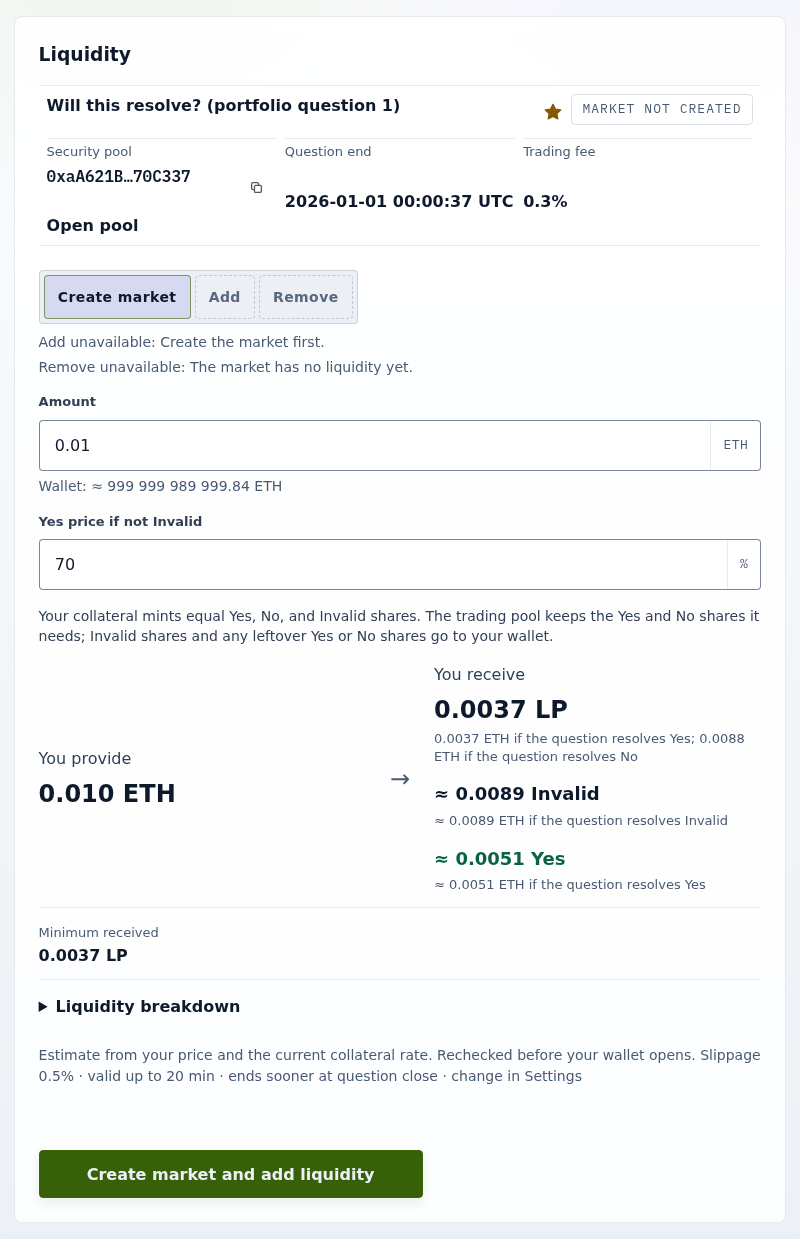 Liquidity
Will this resolve? (portfolio question 1)
MARKET NOT CREATED
Security pool
0xaA621B…70C337
Open pool
Question end
2026-01-01 00:00:37 UTC
Trading fee
0.3%
Create market
Add
Remove
Add unavailable: Create the market first.
Remove unavailable: The market has no liquidity yet.
Amount
0.01
ETH
Wallet: ≈ 999 999 989 999.84 ETH
Yes price if not Invalid
70
%
Your collateral mints equal Yes, No, and Invalid shares. The trading pool keeps the Yes and No shares it
needs; Invalid shares and any leftover Yes or No shares go to your wallet.
You provide
0.010 ETH
→
You receive
0.0037 LP
0.0037 ETH if the question resolves Yes; 0.0088
ETH if the question resolves No
≈ 0.0089 Invalid
≈ 0.0089 ETH if the question resolves Invalid
≈ 0.0051 Yes
≈ 0.0051 ETH if the question resolves Yes
Minimum received
0.0037 LP
Liquidity breakdown
Estimate from your price and the current collateral rate. Rechecked before your wallet opens. Slippage
0.5% · valid up to 20 min · ends sooner at question close · change in Settings
Create market and add liquidity